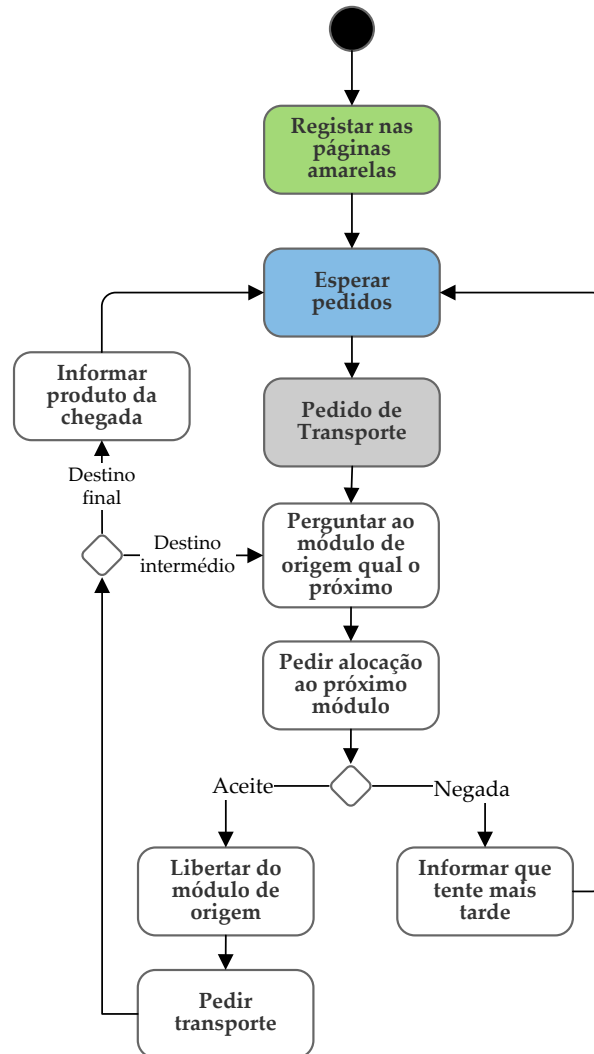 Registar nas
páginas
amarelas
Esperar
pedidos
Informar
produto da
chegada
Pedido de
Transporte
Destino
final
Destino
intermédio
Perguntar ao
módulo de
origem qual o
próximo
Pedir alocação
ao próximo
módulo
Aceite
Negada
Libertar do
módulo de
origem
Informar que
tente mais
tarde
Pedir
transporte